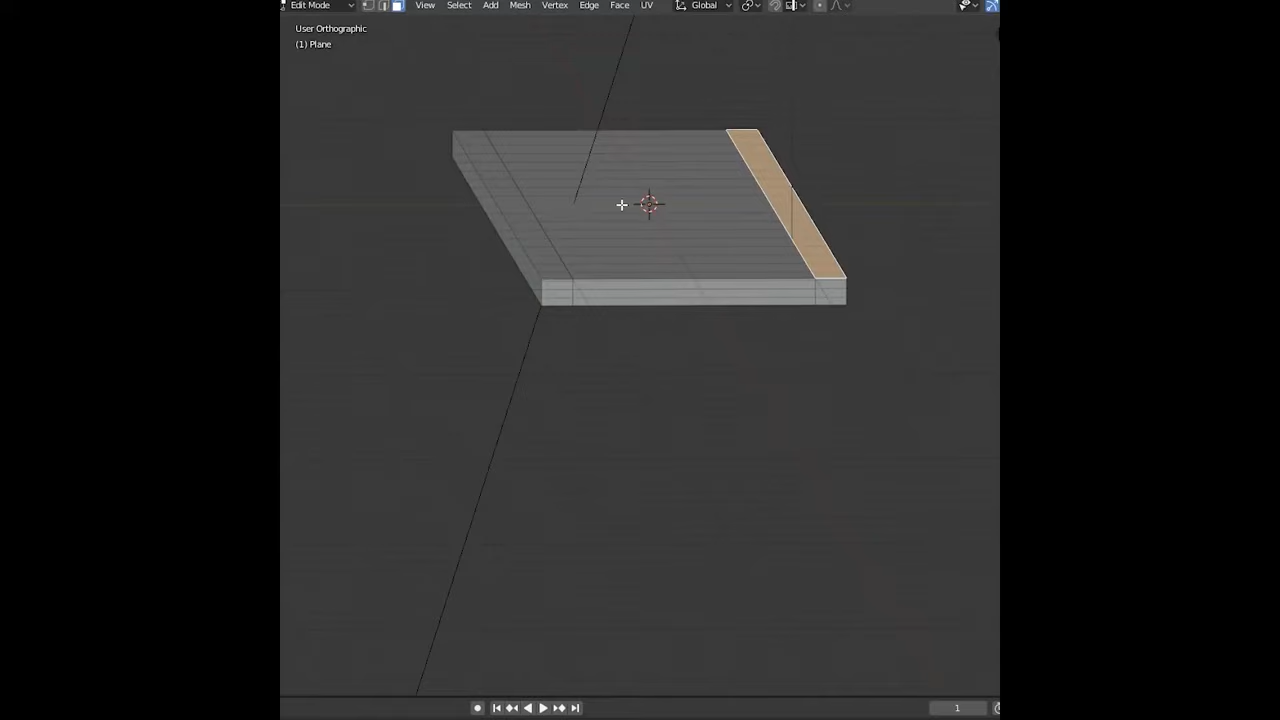 Edit Mode View Select Add Mesh Vertex Edge Face UV Global
User Orthographic
(1) Plane
1